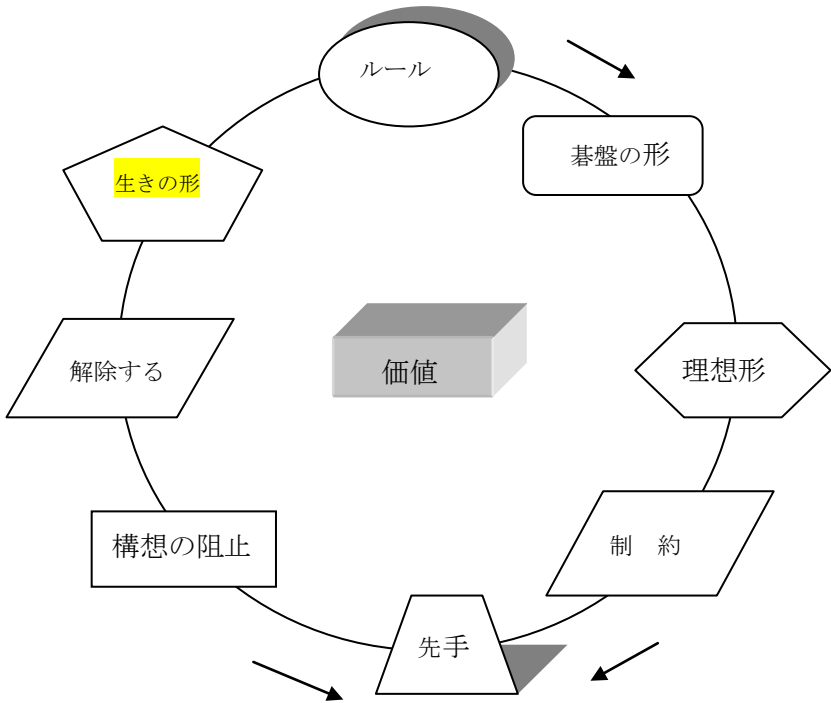 ルール
碁盤の形
生きの形
価値
解除する
理想形
制　約
構想の阻止
先手